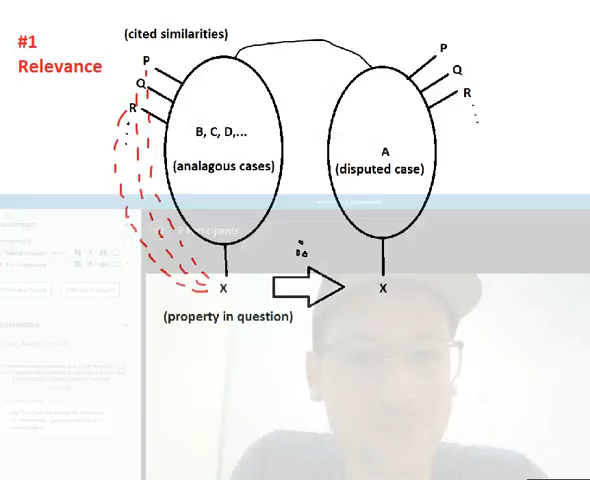 #1
Relevance
(cited similarities)
P
Q
R
B, C, D,...
(analagous cases)
P
Q
R
A
(disputed case)
X
X
(property in question)